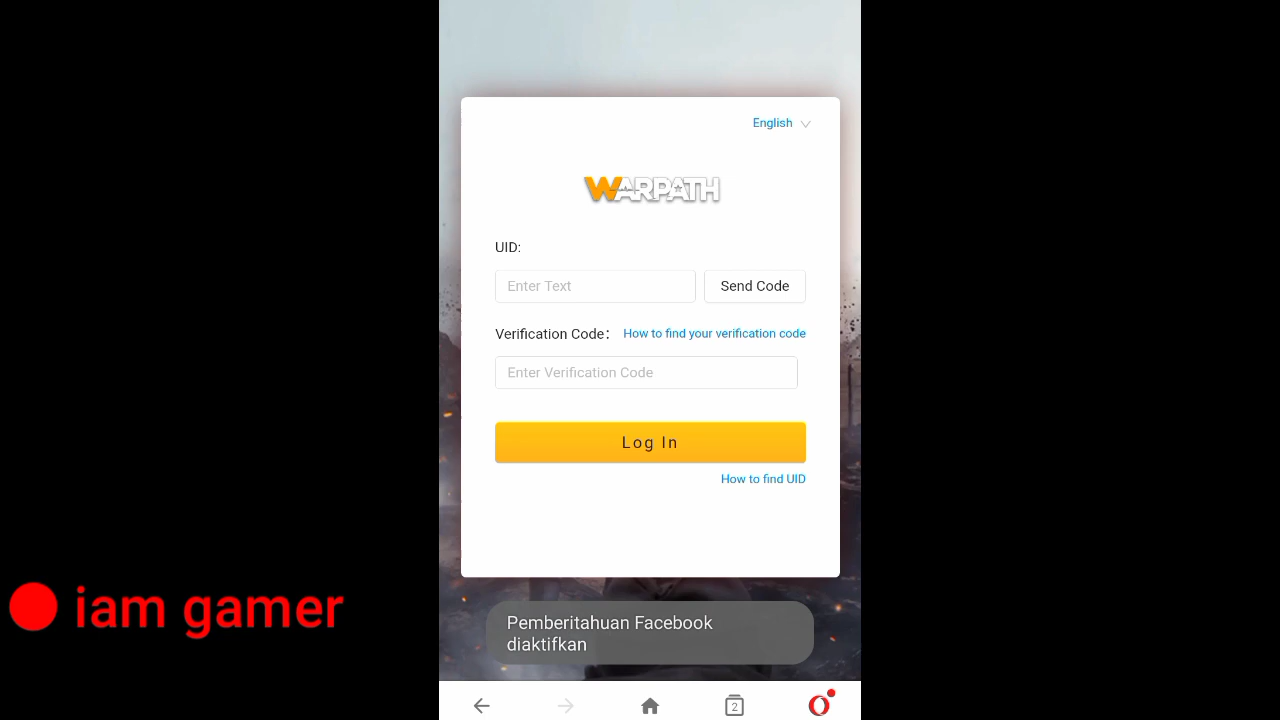 English
WARPATH
UID:
Enter Text
Send Code
Verification Code:
How to find your verification code
Enter Verification Code
Log In
How to find UID
iam gamer
Pemberitahuan Facebook
diaktifkan
2